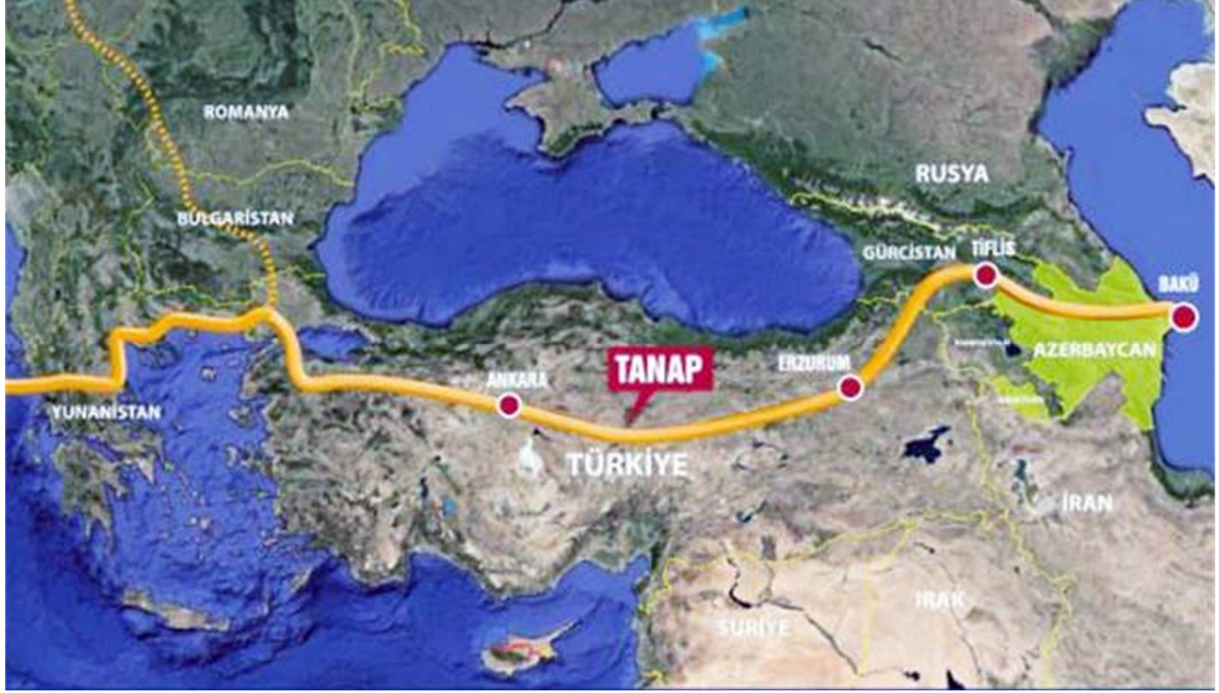 ROMANYA
RUSYA
BULGARİSTAN
GÜRCİSTAN
TİFLİS
BAKÜ
TANAP
ERZURUM
AZERBAYCAN
ANKARA
YUNANİSTAN
TÜRKİYE
İRAN
IRAK
SURİYE